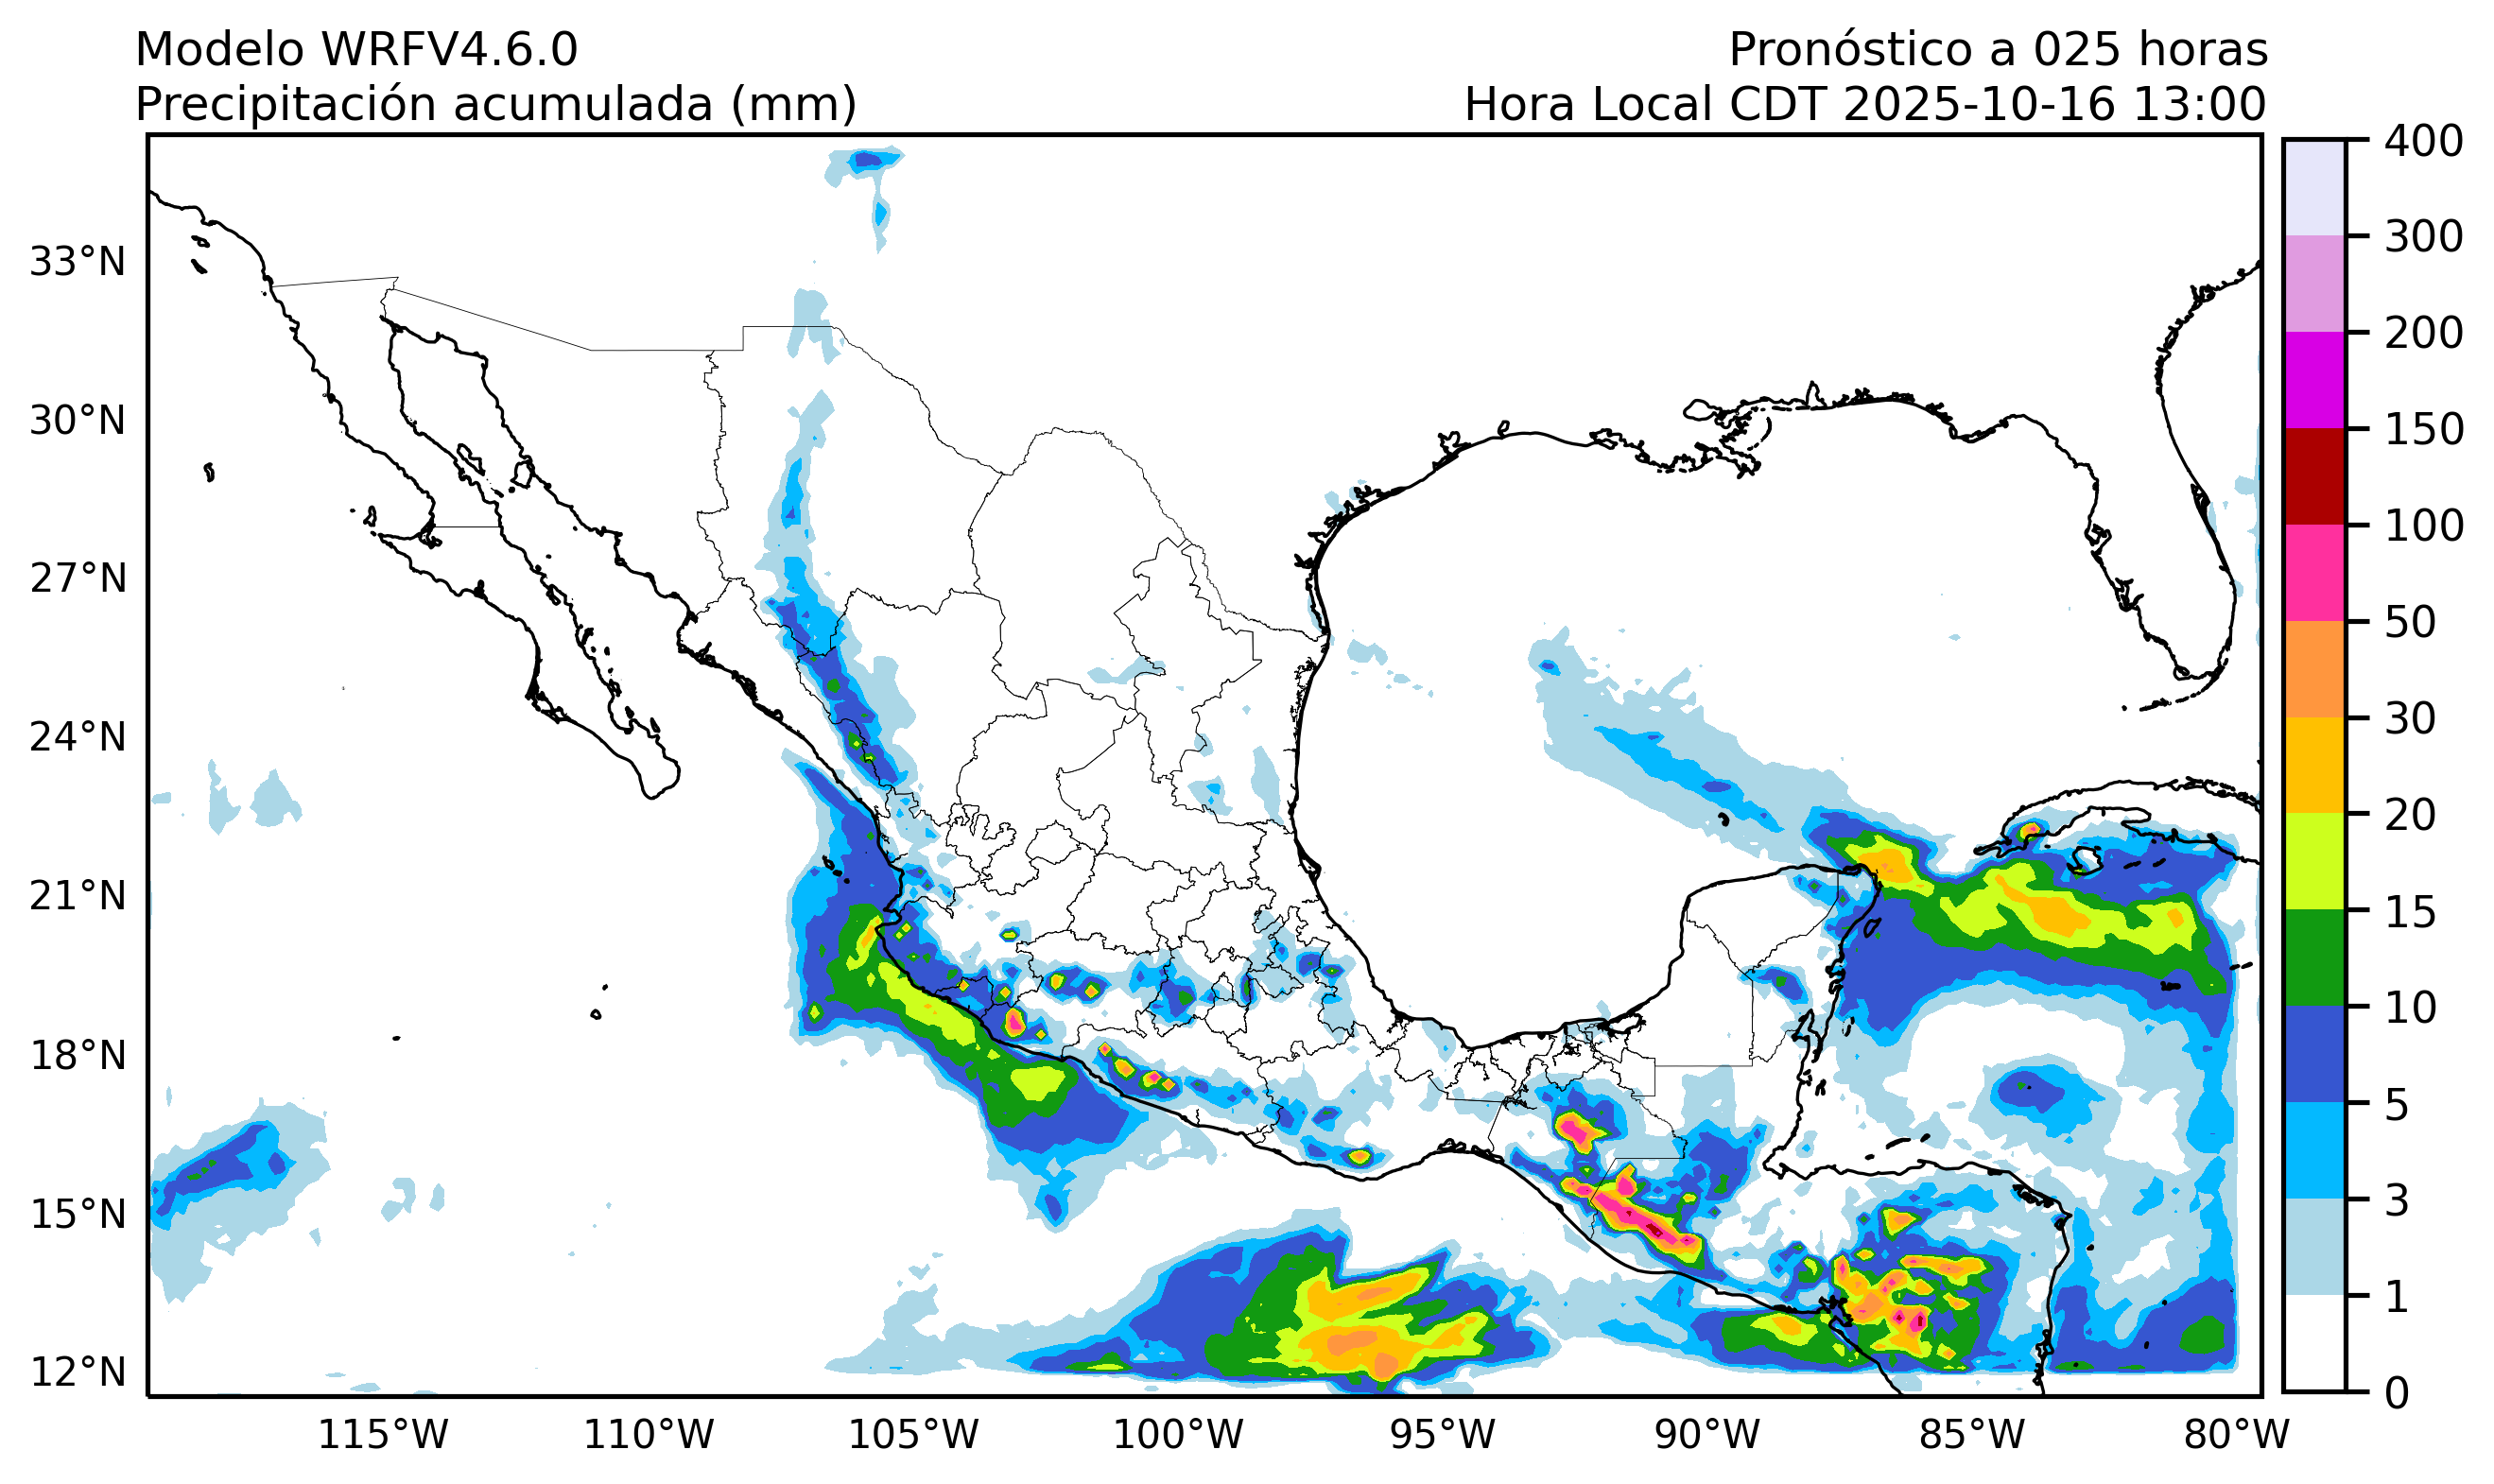 Modelo WRFV4.6.0
Precipitación acumulada (mm)
Pronóstico a 025 horas
Hora Local CDT 2025-10-16 13:00
33°N
30°N
27°N
24°N
21°N
18°N
15°N
12°N
115°W
110°W
105°W
100°W
95°W
90°W
85°W
80°W
400
300
200
150
100
50
30
20
15
10
5
3
1
0